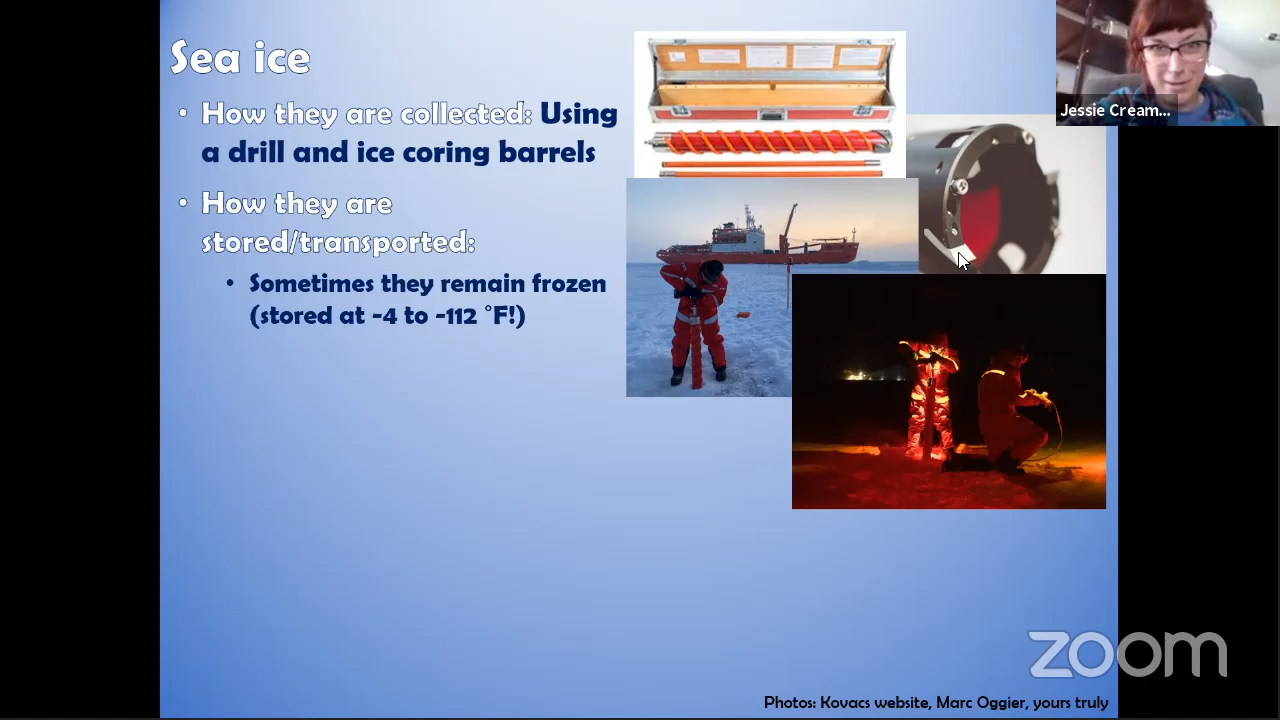 Sea ice
• How they are collected: Using
a drill and ice coring barrels
• How they are
stored/transported:
• Sometimes they remain frozen
(stored at -4 to -112 °F!)
Jessie Cream...
zoom
Photos: Kovacs website, Marc Oggier, yours truly